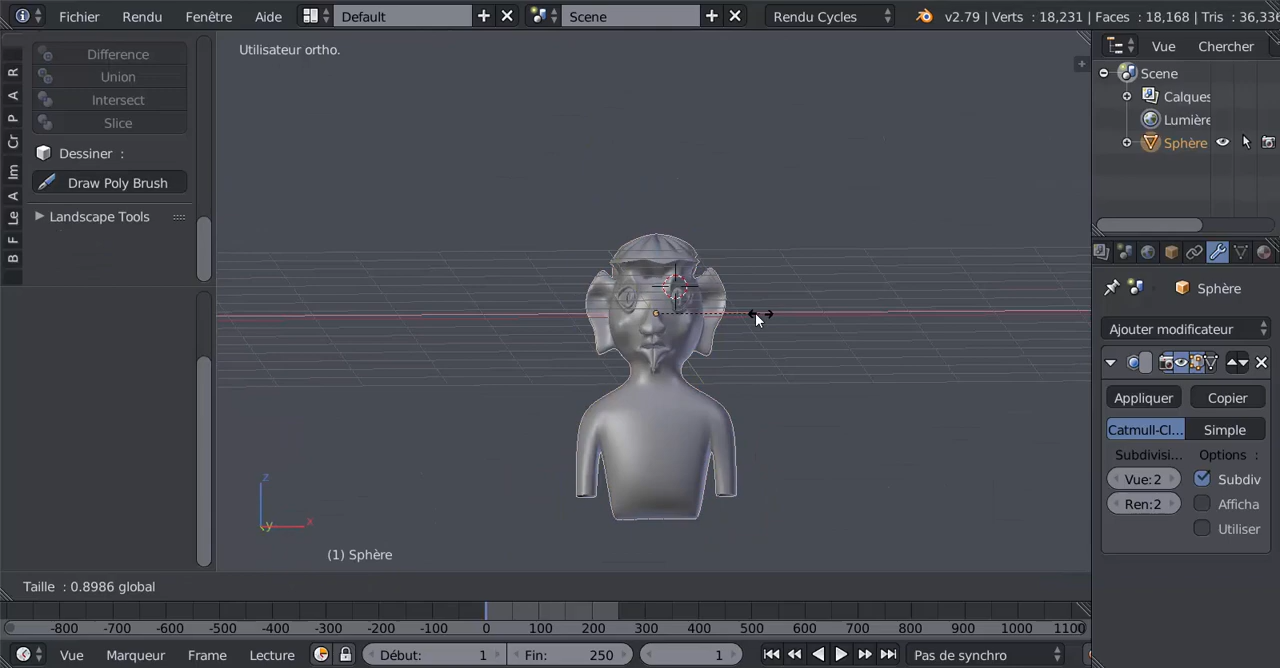 Fichier Rendu Fenêtre Aide Default Scene Rendu Cycles v2.79 | Verts : 18,231 | Faces : 18,168 | Tris : 36,33
Utilisateur ortho.
Difference
Union
Intersect
Slice
Dessiner :
Draw Poly Brush
Landscape Tools
R
A
P
Cr
Im
A
Le
F
B
z
x
y
(1) Sphère
Taille : 0.8986 global
Vue Chercher
Scene
Calques
Lumière
Sphère
Sphère
Ajouter modificateur
Appliquer Copier
Catmull-Cl... Simple
Subdivisi... Options :
Vue: 2 Subdiv
Ren: 2 Afficha
Utiliser
-800 -700 -600 -500 -400 -300 -200 -100 0 100 200 300 400 500 600 700 800 900 1000 1100
Vue Marqueur Frame Lecture Début: 1 Fin: 250 1 Pas de synchro